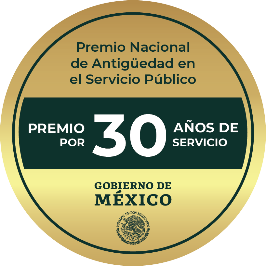 Premio Nacional
de Antigüedad en
el Servicio Público
PREMIO POR
30
AÑOS DE SERVICIO
GOBIERNO DE
MÉXICO